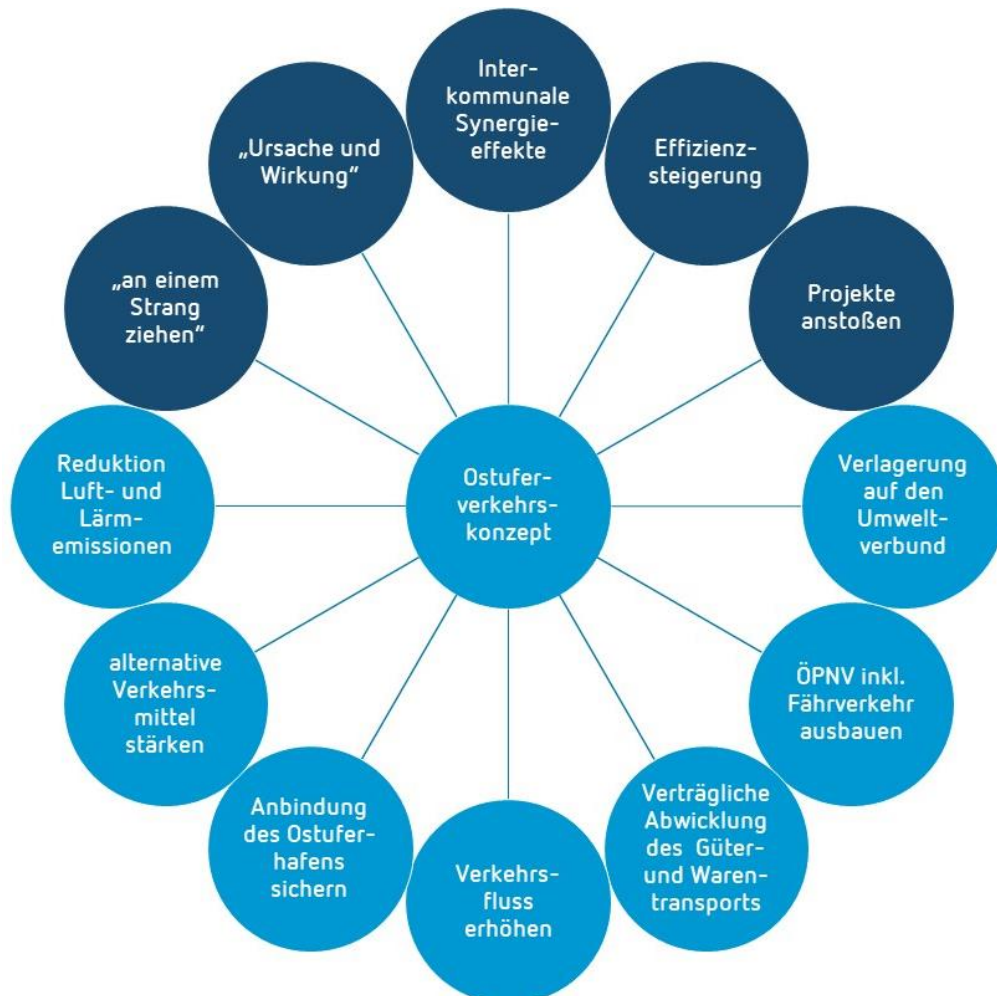 Inter-
kommunale
Synergie-
effekte
Effizienz-
steigerung
Projekte
anstoßen
Verlagerung
auf den
Umwelt-
verbund
ÖPNV inkl.
Fährverkehr
ausbauen
Verträgliche
Abwicklung
des Güter-
und Waren-
transports
Verkehrs-
fluss
erhöhen
Anbindung
des Ostufer-
hafens
sichern
alternative
Verkehrs-
mittel
stärken
Reduktion
Luft- und
Lärm-
emissionen
„an einem
Strang
ziehen“
„Ursache und
Wirkung“
Ostufer-
verkehrs-
konzept